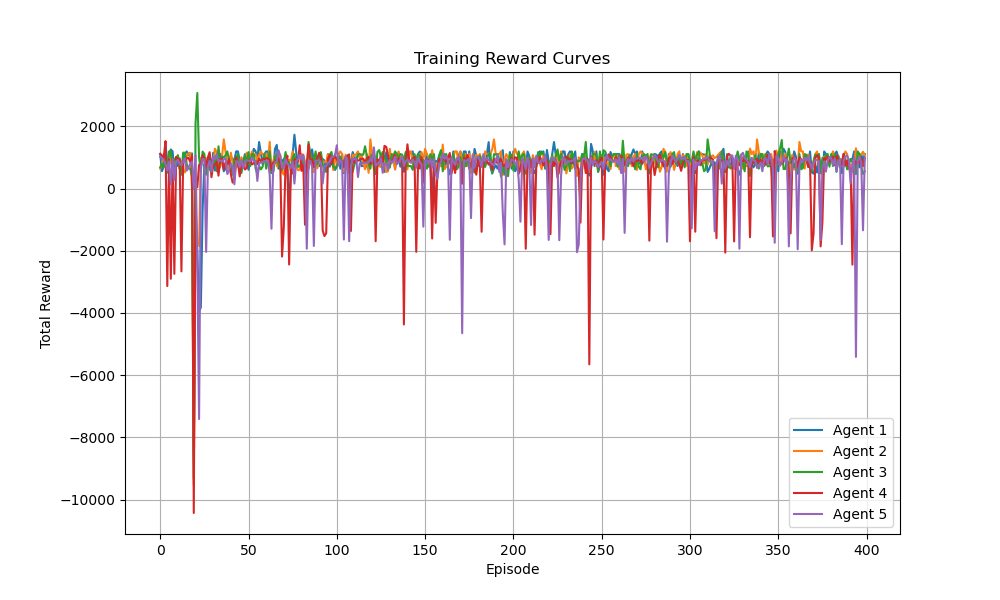 Training Reward Curves
Total Reward
2000
0
−2000
−4000
−6000
−8000
−10000
0 50 100 150 200 250 300 350 400
Episode
Agent 1
Agent 2
Agent 3
Agent 4
Agent 5